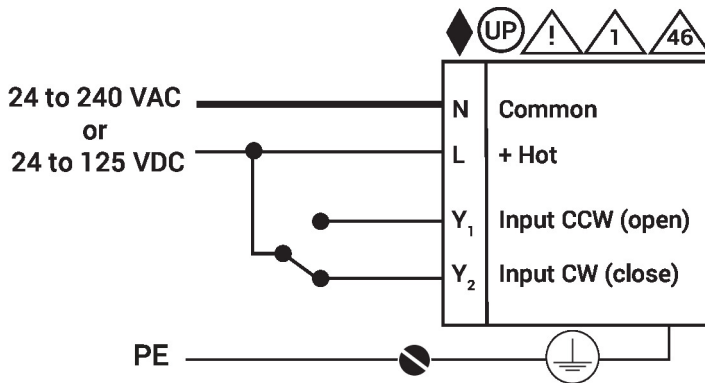 UP ! 1 46
24 to 240 VAC
or
24 to 125 VDC
N Common
L + Hot
Y₁ Input CCW (open)
Y₂ Input CW (close)
PE